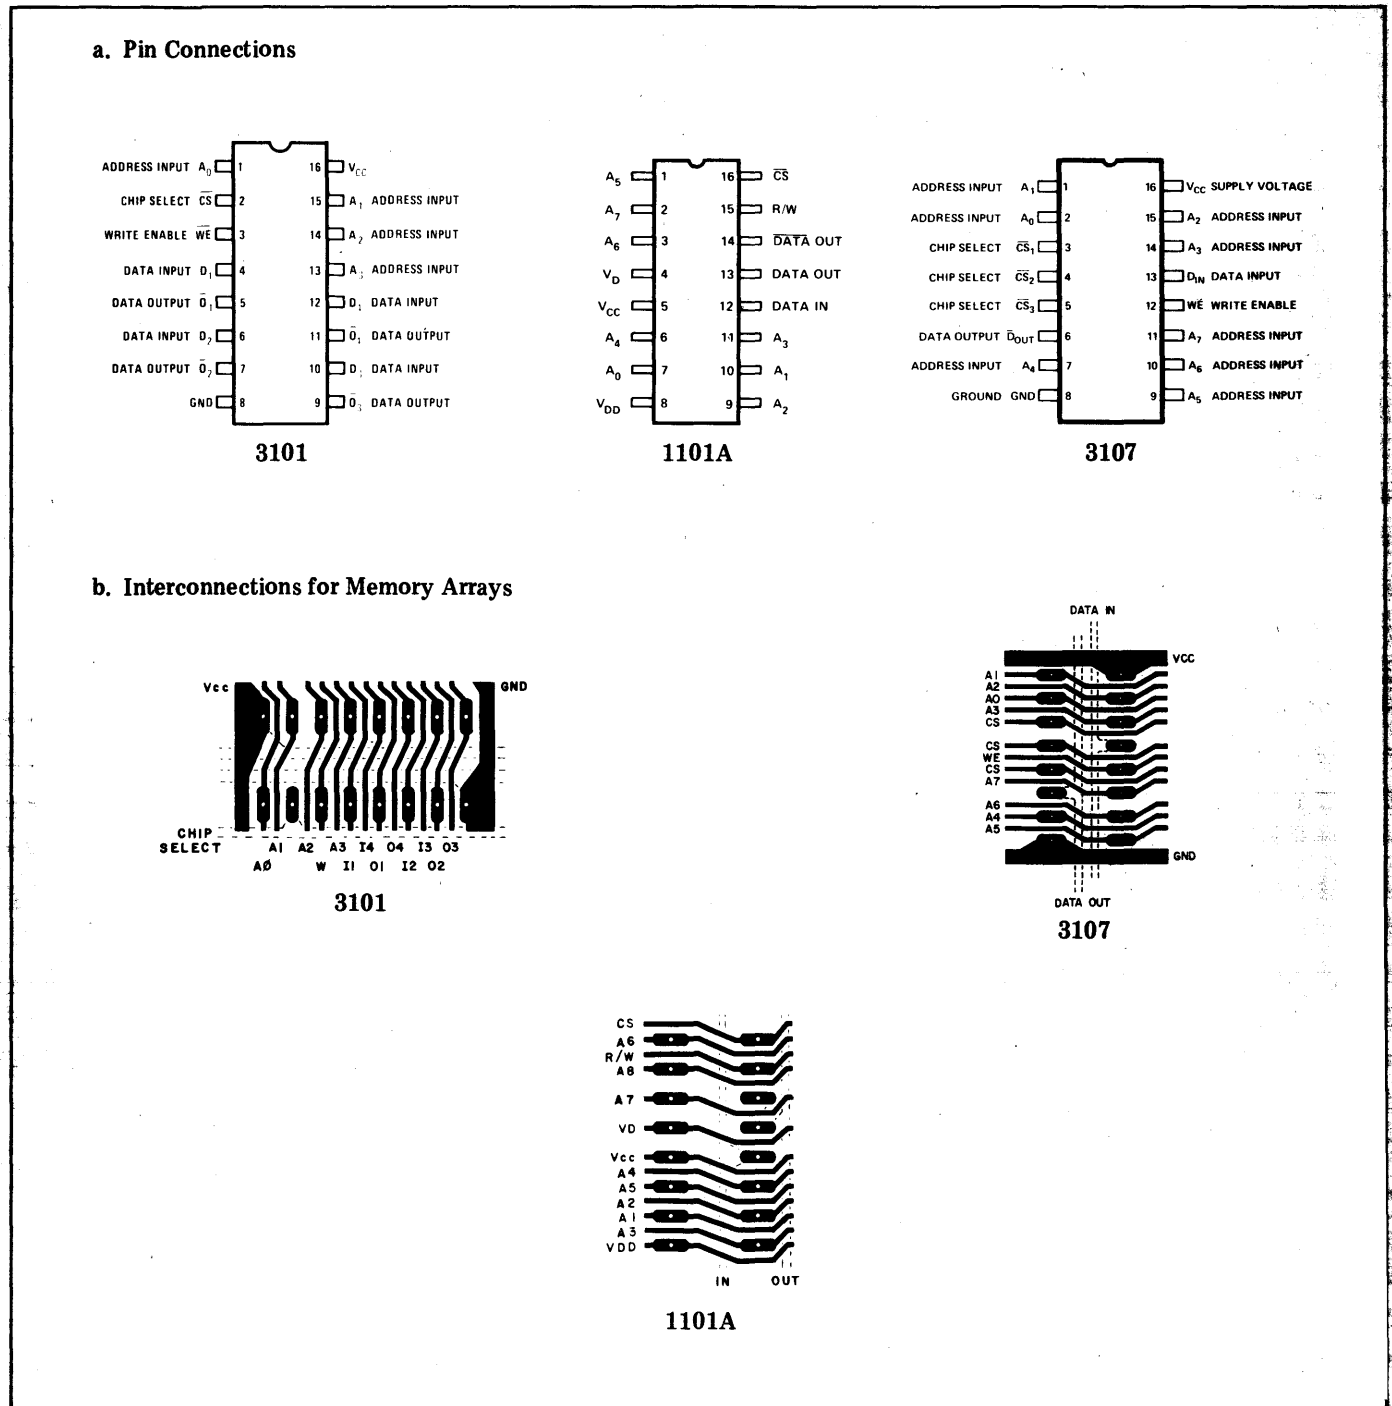 a. Pin Connections
ADDRESS INPUT A0 1 16 VCC
CHIP SELECT C̅S̅ 2 15 A1 ADDRESS INPUT
WRITE ENABLE W̅E̅ 3 14 A2 ADDRESS INPUT
DATA INPUT D1 4 13 A3 ADDRESS INPUT
DATA OUTPUT O̅1 5 12 D DATA INPUT
DATA INPUT D2 6 11 O̅ DATA OUTPUT
DATA OUTPUT O̅2 7 10 D DATA INPUT
GND 8 9 O̅3 DATA OUTPUT
3101
A5 1 16 C̅S̅
A7 2 15 R/W
A6 3 14 D̅A̅T̅A̅ OUT
VD 4 13 DATA OUT
VCC 5 12 DATA IN
A4 6 11 A3
A0 7 10 A1
VDD 8 9 A2
1101A
ADDRESS INPUT A1 1 16 VCC SUPPLY VOLTAGE
ADDRESS INPUT A0 2 15 A2 ADDRESS INPUT
CHIP SELECT C̅S̅1 3 14 A3 ADDRESS INPUT
CHIP SELECT C̅S̅2 4 13 DIN DATA INPUT
CHIP SELECT C̅S̅3 5 12 WE WRITE ENABLE
DATA OUTPUT D̅OUT 6 11 A7 ADDRESS INPUT
ADDRESS INPUT A4 7 10 A6 ADDRESS INPUT
GROUND GND 8 9 A5 ADDRESS INPUT
3107
b. Interconnections for Memory Arrays
Vcc GND
CHIP
SELECT A1 A2 A3 I4 O4 I3 O3
AØ W I1 O1 I2 O2
3101
DATA IN
VCC
A1
A2
A0
A3
CS
CS
WE
CS
A7
A6
A4
A5
GND
DATA OUT
3107
CS
A6
R/W
A8
A7
VD
Vcc
A4
A5
A2
A1
A3
VDD
IN OUT
1101A